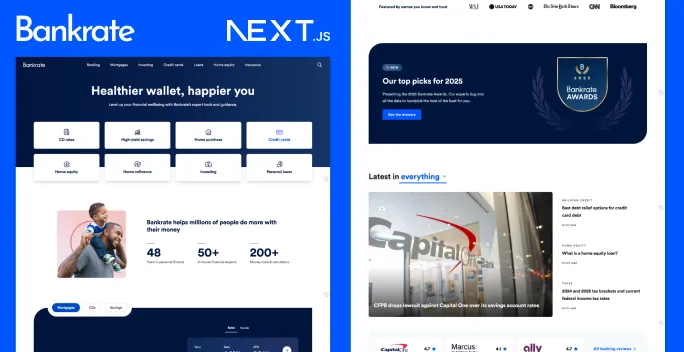 Bankrate
NEXT.JS
Bankrate
Banking Mortgages Investing Credit cards Loans Home equity Insurance
Healthier wallet, happier you
Level up your financial wellbeing with Bankrate's expert tools and guidance.
CD rates
High-yield savings
Home purchase
Credit cards
Home equity
Home refinance
Investing
Personal loans
Bankrate helps millions of people do more with
their money
48
50+
200+
Years in personal finance
In-house financial experts
Mortgages
CDs
Savings
Rates
Featured by names you know and trust
WSJ
USA TODAY
The New York Times
CNN
Bloomberg
NEW
Our top picks for 2025
Presenting the 2025 Bankrate Awards. Our experts dug into
all the data to handpick the best of the best for you.
See the winners
B
2025
Bankrate
AWARDS
Latest in everything
Capital One
CFPB drops lawsuit against Capital One over its savings account rates
Best debt relief options for credit
card debt
HOME EQUITY
What is a home equity loan?
TAXES
2024 and 2025 tax brackets and current
federal income tax rates
Capital One
4.7
Marcus:
4.1
ally
4.7
All banking reviews